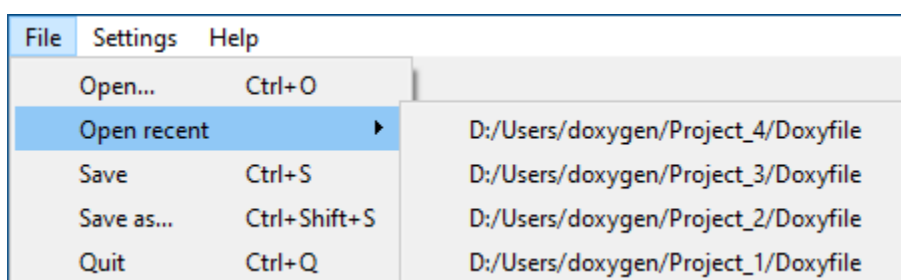 File Settings Help
Open... Ctrl+O
Open recent D:/Users/doxygen/Project_4/Doxyfile
Save Ctrl+S D:/Users/doxygen/Project_3/Doxyfile
Save as... Ctrl+Shift+S D:/Users/doxygen/Project_2/Doxyfile
Quit Ctrl+Q D:/Users/doxygen/Project_1/Doxyfile